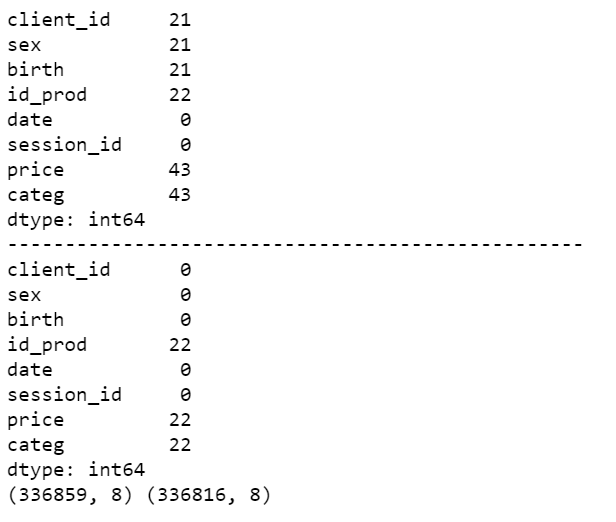 client_id     21
sex           21
birth         21
id_prod       22
date           0
session_id     0
price         43
categ         43
dtype: int64
--------------------------------------------------
client_id      0
sex            0
birth          0
id_prod       22
date           0
session_id     0
price         22
categ         22
dtype: int64
(336859, 8) (336816, 8)